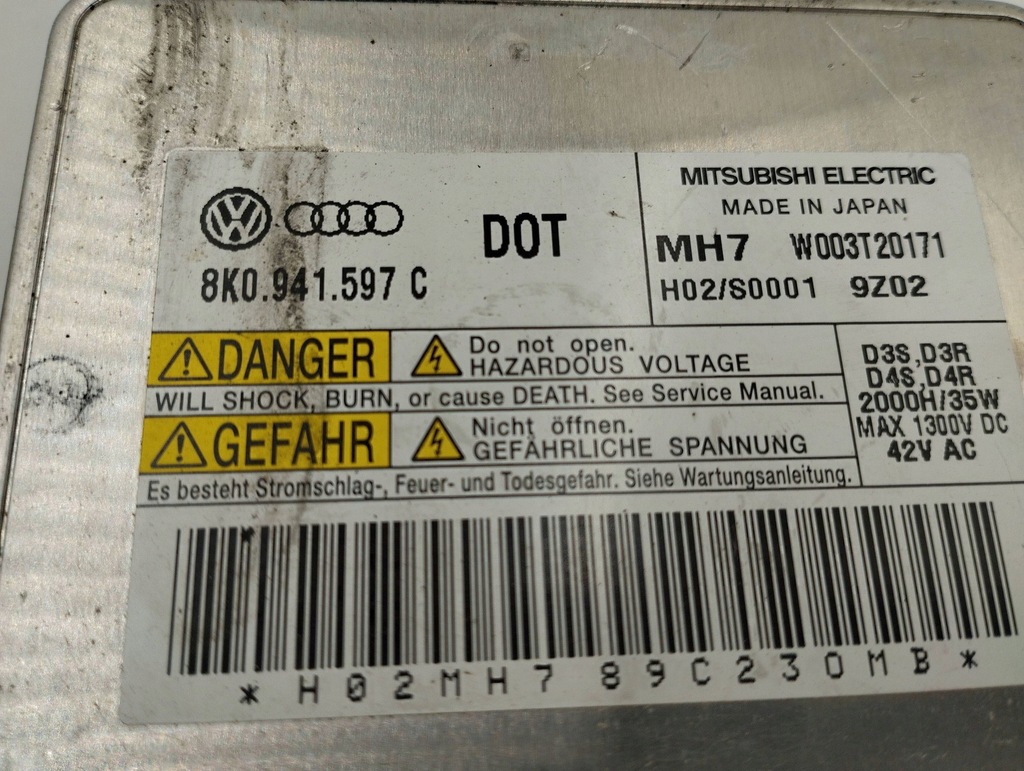 8K0.941.597 C
DOT
MITSUBISHI ELECTRIC
MADE IN JAPAN
MH7 W003T20171
H02/S0001 9Z02
DANGER
Do not open.
HAZARDOUS VOLTAGE
WILL SHOCK, BURN, or cause DEATH. See Service Manual.
GEFAHR
Nicht öffnen.
GEFÄHRLICHE SPANNUNG
Es besteht Stromschlag-, Feuer- und Todesgefahr. Siehe Wartungsanleitung.
D3S,D3R
D4S,D4R
2000H/35W
MAX 1300V DC
42V AC
*H02MH7 89C230MB*